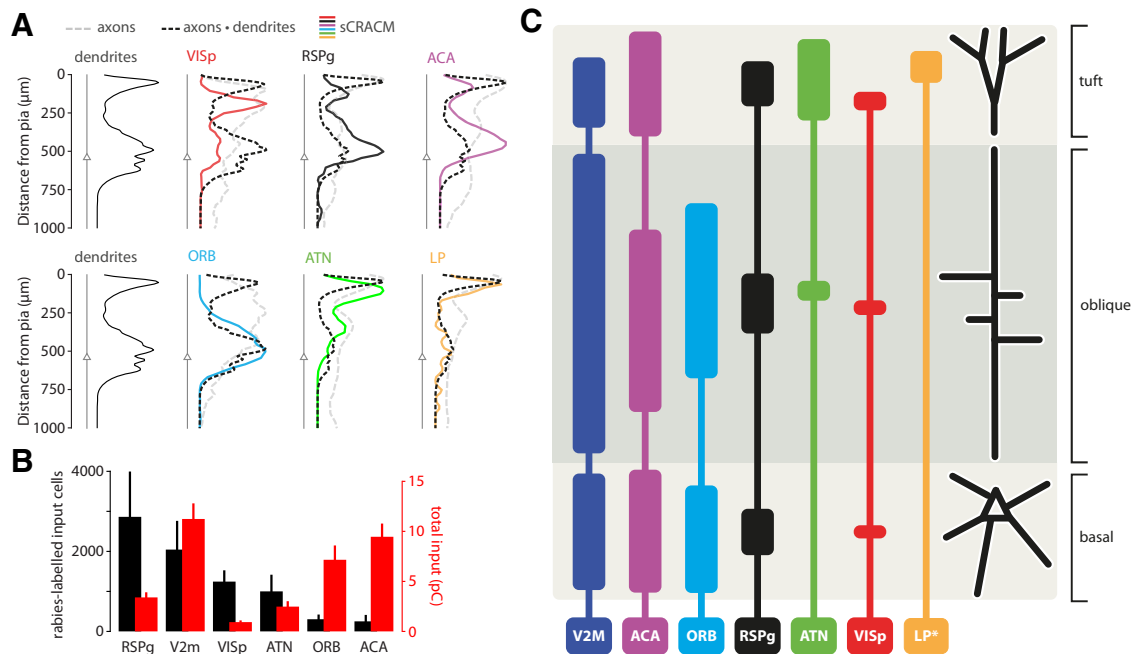 A
axons
axons • dendrites
sCRACM
dendrites
VISp
RSPg
ACA
Distance from pia (µm)
0
250
500
750
1000
dendrites
ORB
ATN
LP
Distance from pia (µm)
0
250
500
750
1000
B
rabies-labelled input cells
4000
2000
0
15
10
5
0
total input (pC)
RSPg
V2m
VISp
ATN
ORB
ACA
C
tuft
oblique
basal
V2M
ACA
ORB
RSPg
ATN
VISp
LP*